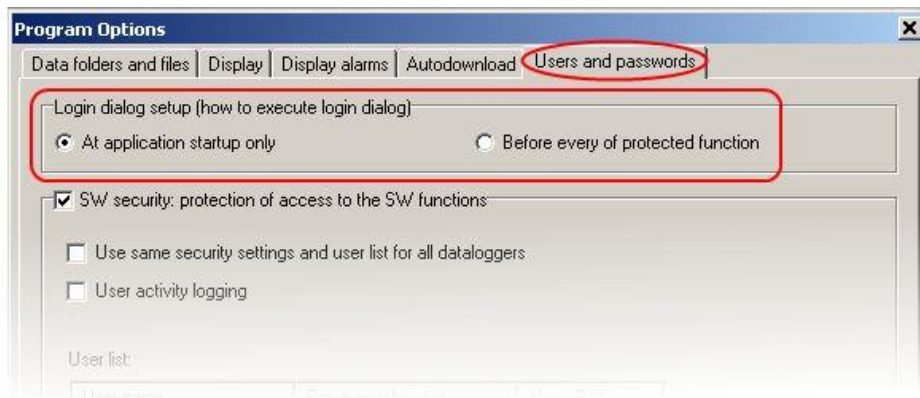 Program Options
Data folders and files Display Display alarms Autodownload Users and passwords
Login dialog setup (how to execute login dialog)
At application startup only Before every of protected function
SW security: protection of access to the SW functions
Use same security settings and user list for all dataloggers
User activity logging
User list: